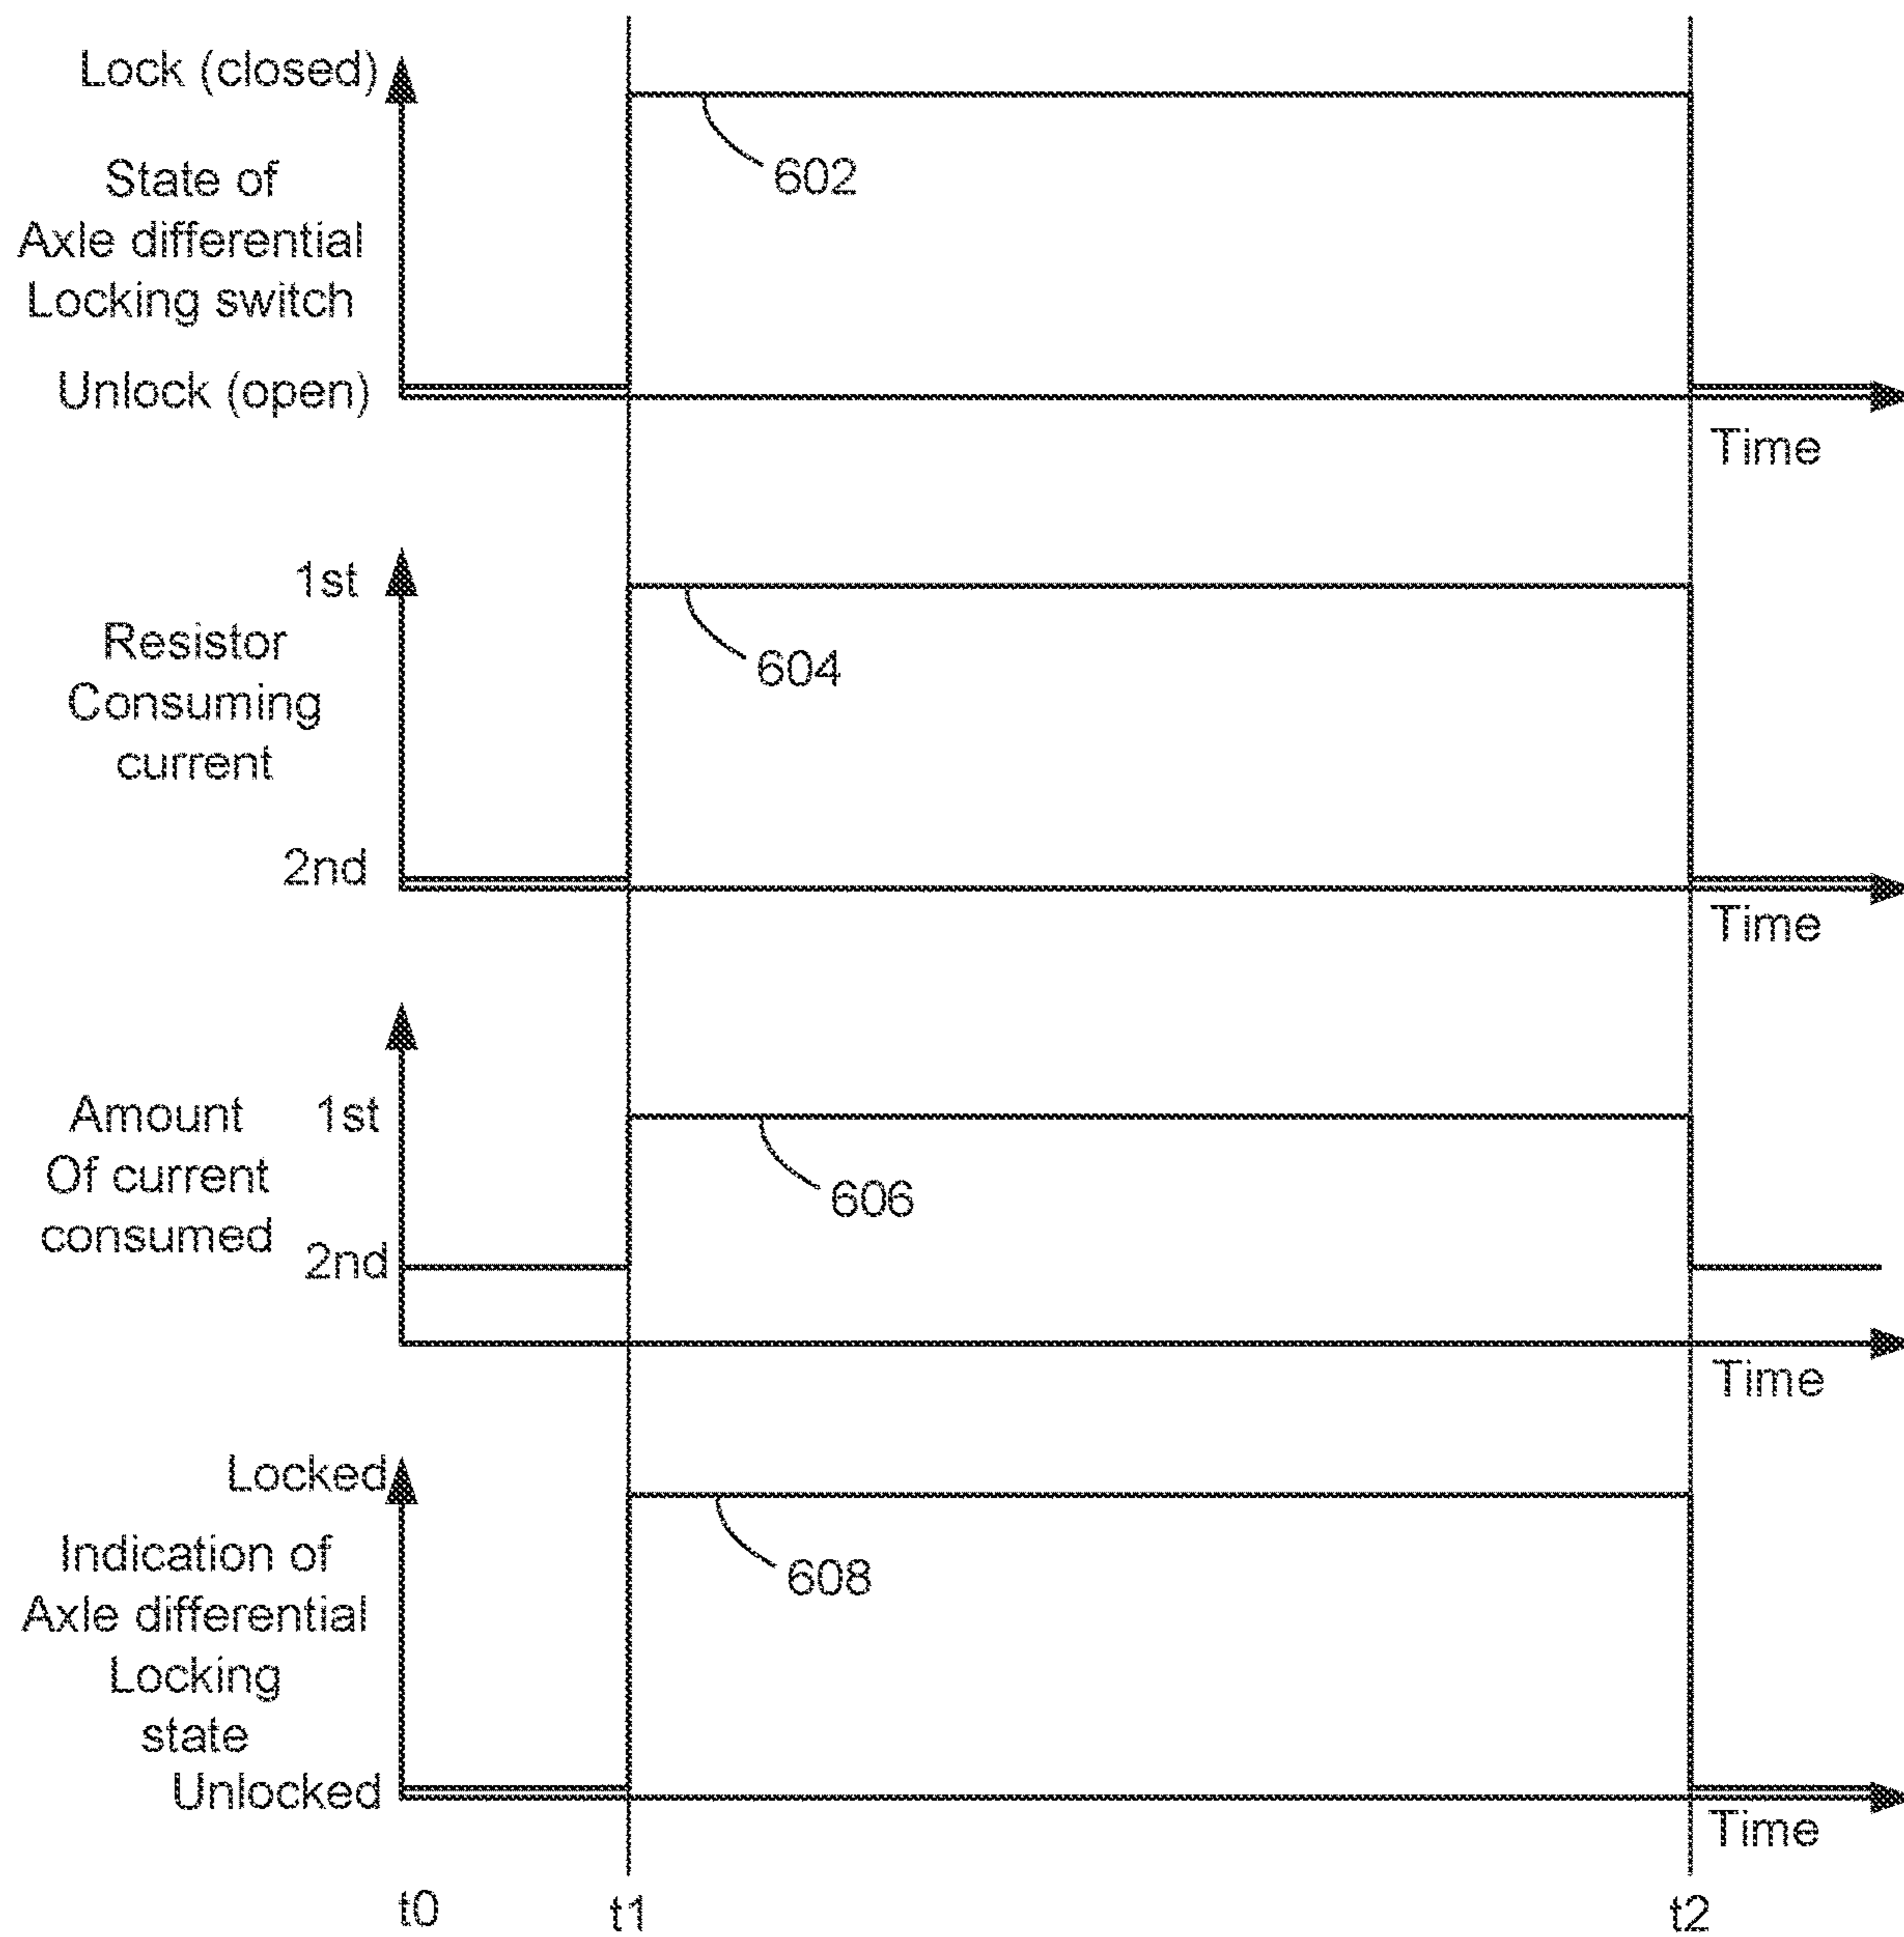 Lock (closed)
State of
Axle differential
Locking switch
Unlock (open)
602
Time
1st
Resistor
Consuming
current
2nd
604
Time
Amount
Of current
consumed
1st
2nd
606
Time
Locked
Indication of
Axle differential
Locking
state
Unlocked
608
Time
t0
t1
t2